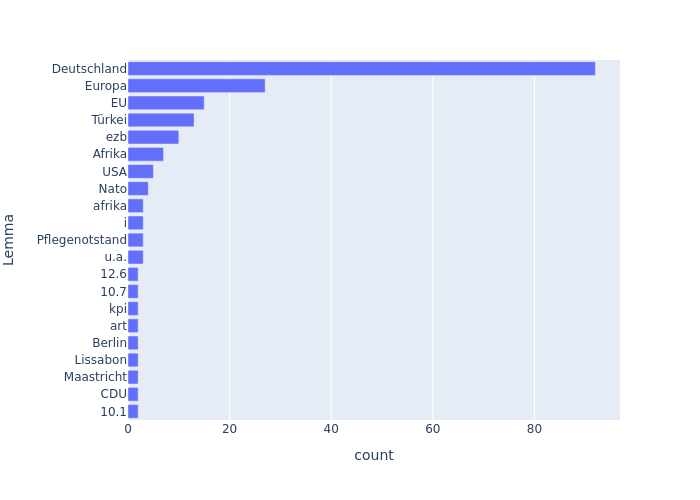 Deutschland
Europa
EU
Türkei
ezb
Afrika
USA
Nato
afrika
i
Pflegenotstand
u.a.
12.6
10.7
kpi
art
Berlin
Lissabon
Maastricht
CDU
10.1
Lemma
0 20 40 60 80
count